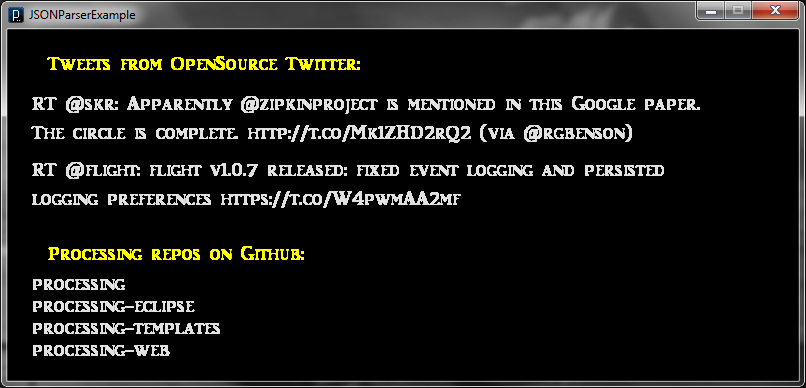 JSONParserExample
Tweets from OpenSource Twitter:
RT @skr: Apparently @zipkinproject is mentioned in this Google paper.
The circle is complete. http://t.co/Mk1ZHD2rQ2 (via @rgbenson)
RT @flight: flight v1.0.7 released: fixed event logging and persisted
logging preferences https://t.co/W4pwmAA2mf
Processing repos on Github:
processing
processing-eclipse
processing-templates
processing-web